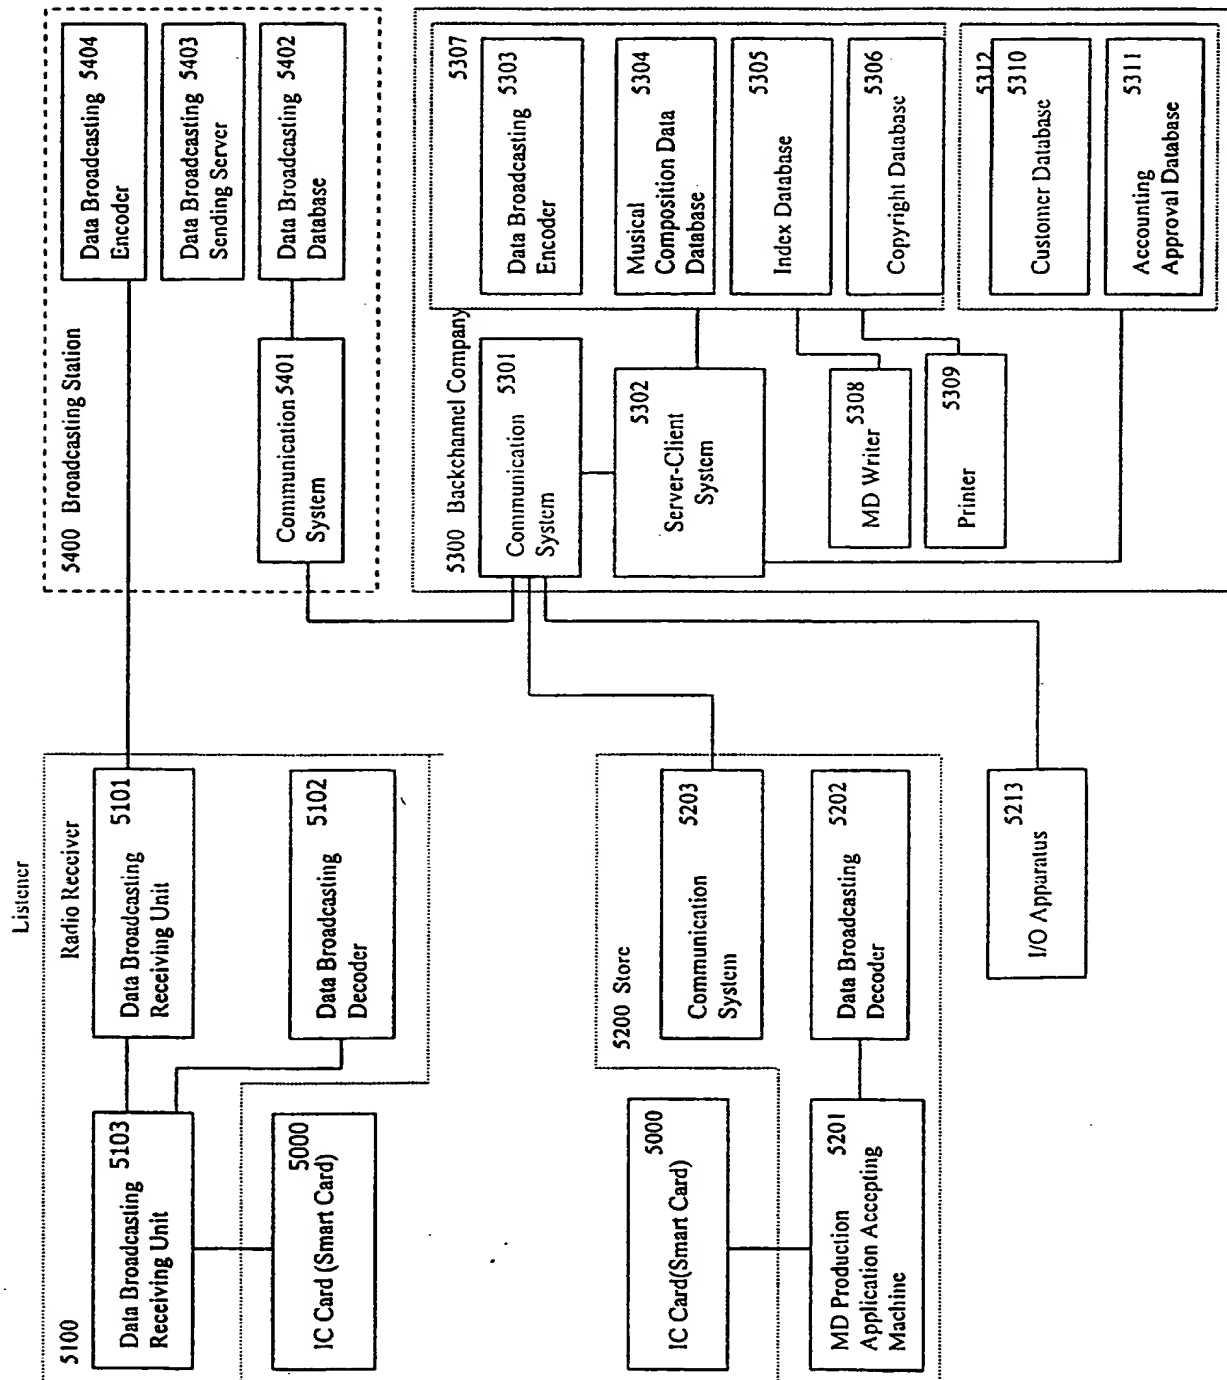 Listener
5100
Radio Receiver
Data Broadcasting
Receiving Unit
5103
Data Broadcasting
Receiving Unit
5101
IC Card (Smart Card)
5000
Data Broadcasting
Decoder
5102
5200 Store
IC Card(Smart Card)
5000
Communication
System
5203
MD Production
Application Accepting
Machine
5201
Data Broadcasting
Decoder
5202
I/O Apparatus
5213
5400 Broadcasting Station
Data Broadcasting
Encoder
5404
Data Broadcasting
Sending Server
5403
Communication
System
5401
Data Broadcasting
Database
5402
5300 Backchannel Company
5307
Communication
System
5301
Data Broadcasting
Encoder
5303
Server-Client
System
5302
Musical
Composition Data
Database
5304
Index Database
5305
MD Writer
5308
Copyright Database
5306
Printer
5309
5312
Customer Database
5310
Accounting
Approval Database
5311